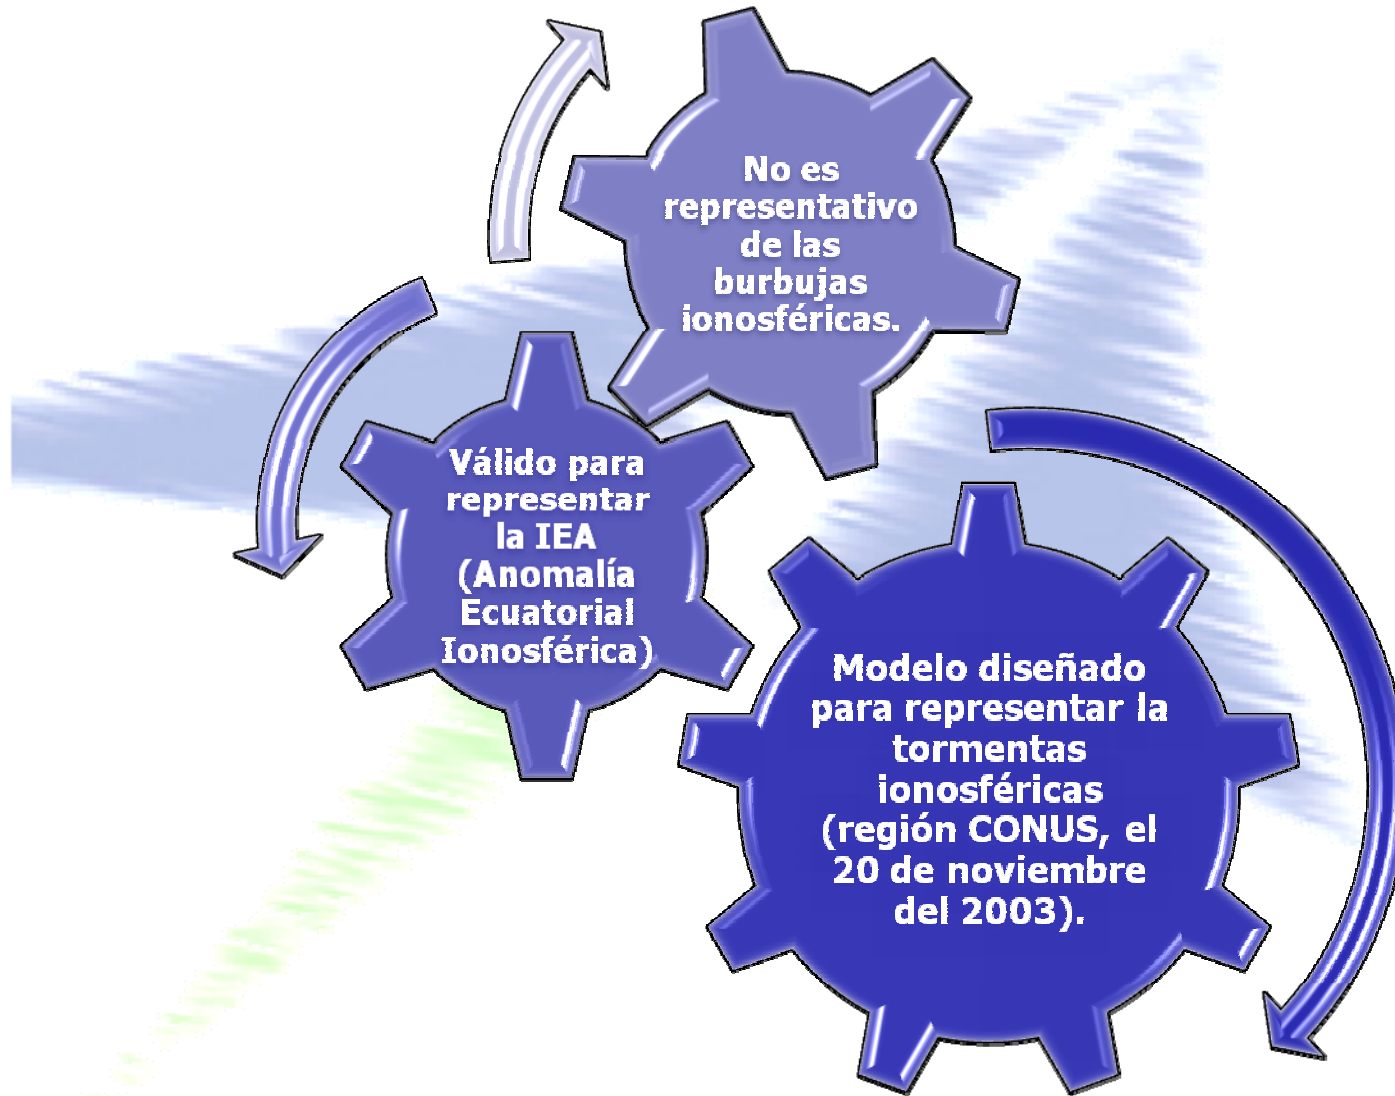 No es
representativo
de las
burbujas
ionosféricas.
Válido para
representar
la IEA
(Anomalía
Ecuatorial
Ionosférica)
Modelo diseñado
para representar la
tormentas
ionosféricas
(región CONUS, el
20 de noviembre
del 2003).